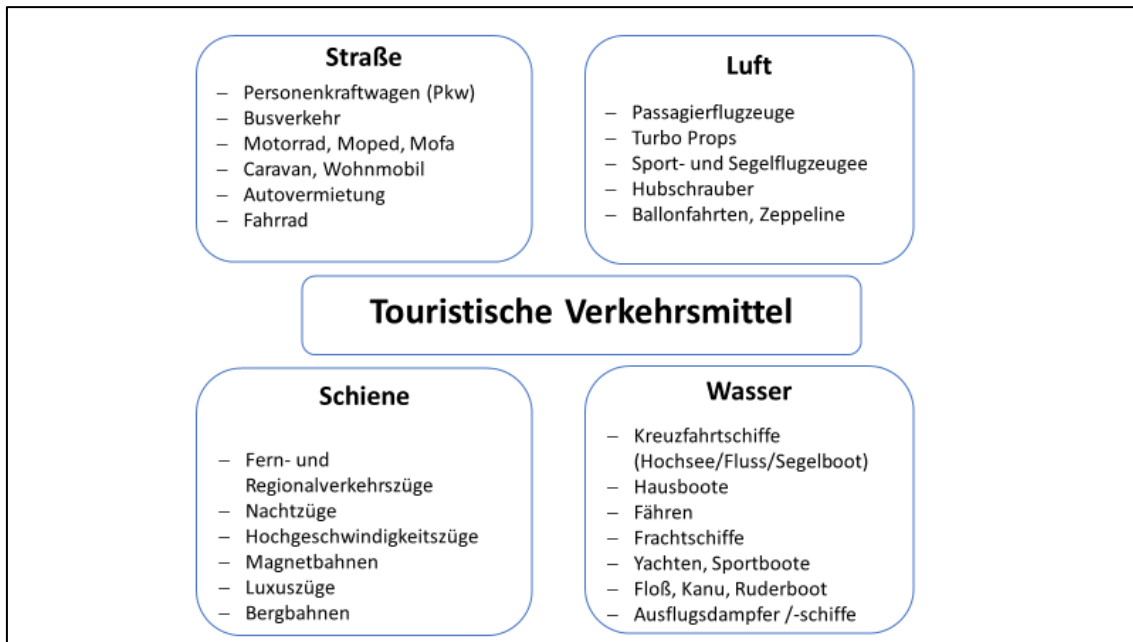 Straße
– Personenkraftwagen (Pkw)
– Busverkehr
– Motorrad, Moped, Mofa
– Caravan, Wohnmobil
– Autovermietung
– Fahrrad
Luft
– Passagierflugzeuge
– Turbo Props
– Sport- und Segelflugzeugee
– Hubschrauber
– Ballonfahrten, Zeppeline
Touristische Verkehrsmittel
Schiene
– Fern- und
Regionalverkehrszüge
– Nachtzüge
– Hochgeschwindigkeitszüge
– Magnetbahnen
– Luxuszüge
– Bergbahnen
Wasser
– Kreuzfahrtschiffe
(Hochsee/Fluss/Segelboot)
– Hausboote
– Fähren
– Frachtschiffe
– Yachten, Sportboote
– Floß, Kanu, Ruderboot
– Ausflugsdampfer /-schiffe